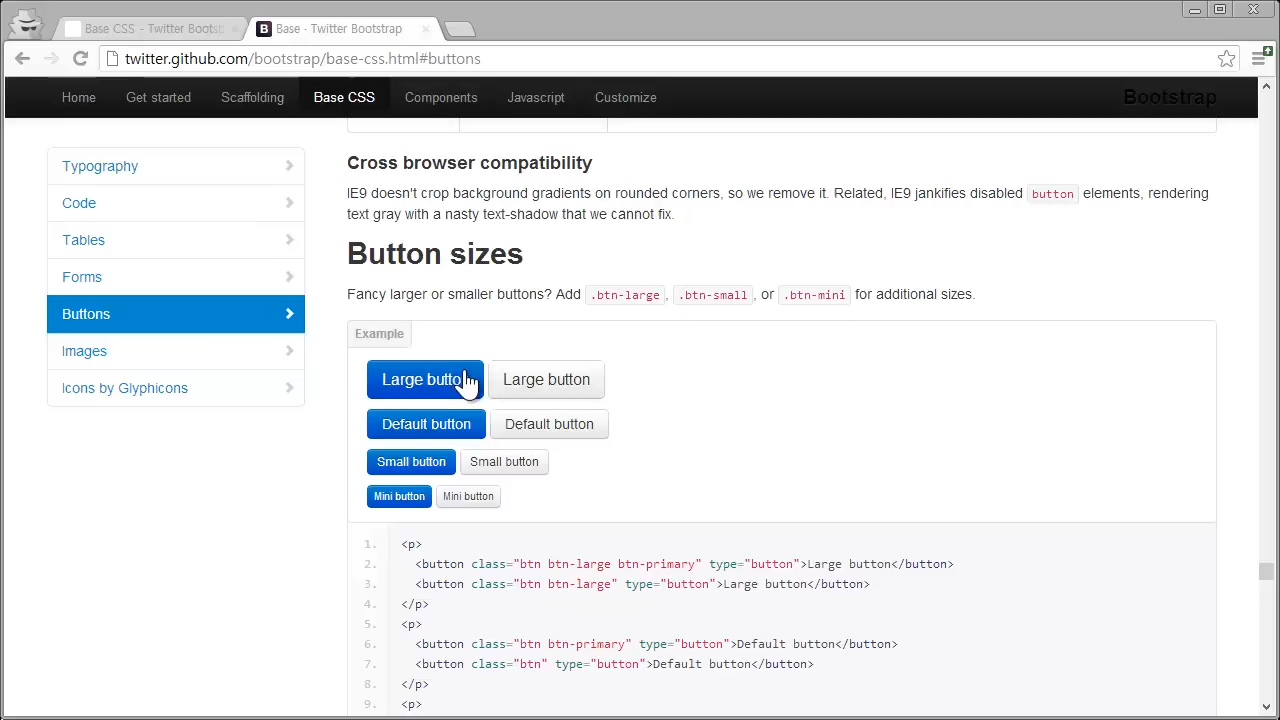 Base CSS - Twitter Bootst
Base · Twitter Bootstrap
twitter.github.com/bootstrap/base-css.html#buttons
Home Get started Scaffolding Base CSS Components Javascript Customize Bootstrap
Typography
Code
Tables
Forms
Buttons
Images
Icons by Glyphicons
Cross browser compatibility
IE9 doesn't crop background gradients on rounded corners, so we remove it. Related, IE9 jankifies disabled button elements, rendering
text gray with a nasty text-shadow that we cannot fix.
Button sizes
Fancy larger or smaller buttons? Add .btn-large, .btn-small, or .btn-mini for additional sizes.
Example
Large button Large button
Default button Default button
Small button Small button
Mini button Mini button
1. <p>
2. <button class="btn btn-large btn-primary" type="button">Large button</button>
3. <button class="btn btn-large" type="button">Large button</button>
4. </p>
5. <p>
6. <button class="btn btn-primary" type="button">Default button</button>
7. <button class="btn" type="button">Default button</button>
8. </p>
9. <p>